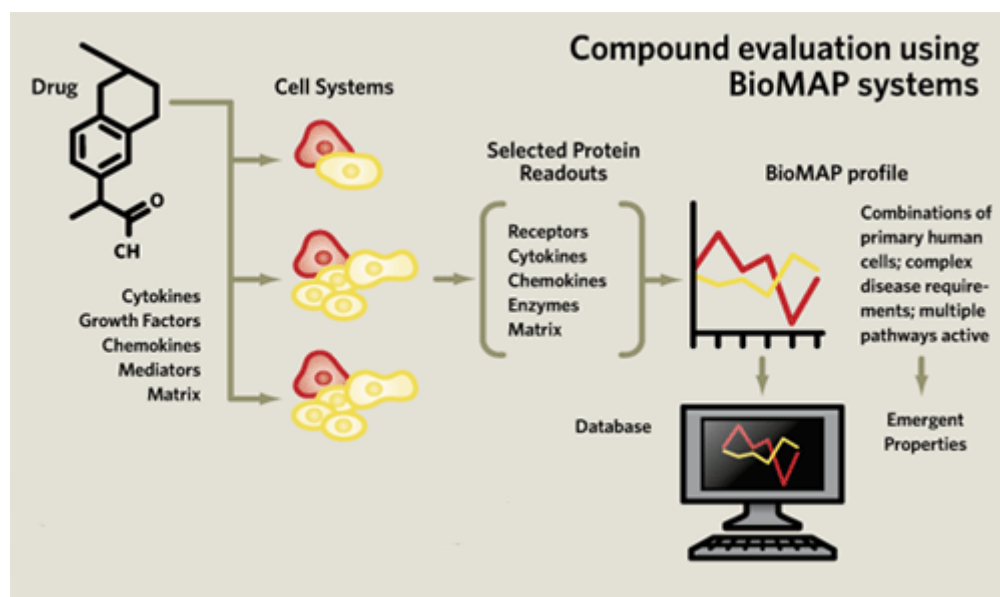 Compound evaluation using
BioMAP systems
Drug
O
CH
Cytokines
Growth Factors
Chemokines
Mediators
Matrix
Cell Systems
Selected Protein
Readouts
Receptors
Cytokines
Chemokines
Enzymes
Matrix
BioMAP profile
Combinations of
primary human
cells; complex
disease require-
ments; multiple
pathways active
Database
Emergent
Properties